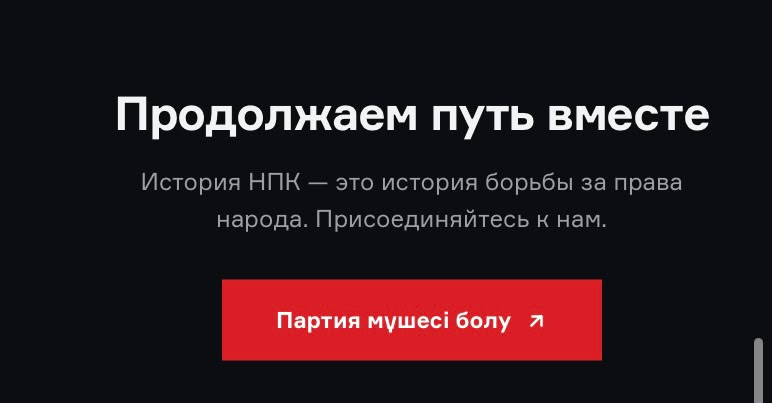 Продолжаем путь вместе
История НПК — это история борьбы за права
народа. Присоединяйтесь к нам.
Партия мүшесі болу ↗